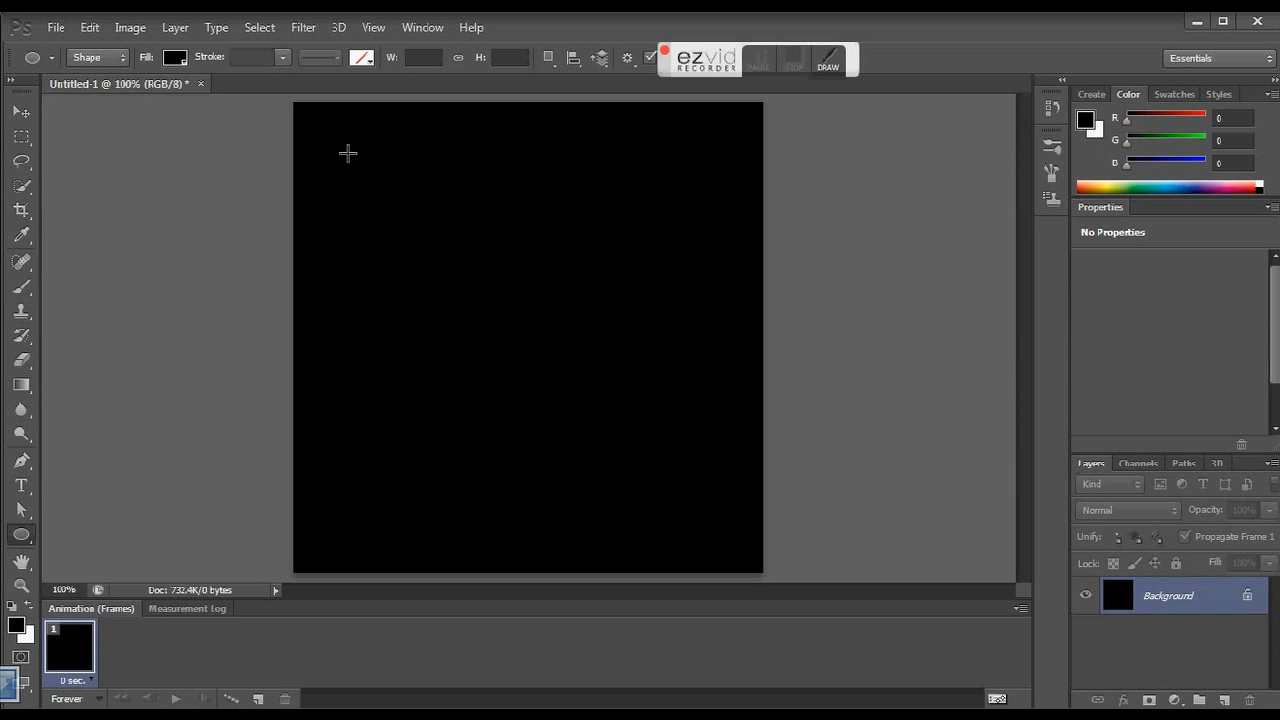 Ps File Edit Image Layer Type Select Filter 3D View Window Help
Shape Fill: Stroke: W: H: ezvid RECORDER PAUSE STOP DRAW Essentials
Untitled-1 @ 100% (RGB/8) * ×
Create Color Swatches Styles
R 0
G 0
B 0
Properties
No Properties
Layers Channels Paths 3D
Kind
Normal Opacity: 100%
Unify: Propagate Frame 1
Lock: Fill: 100%
Background
100% Doc: 732.4K/0 bytes
Animation (Frames) Measurement Log
1
0 sec.
Forever